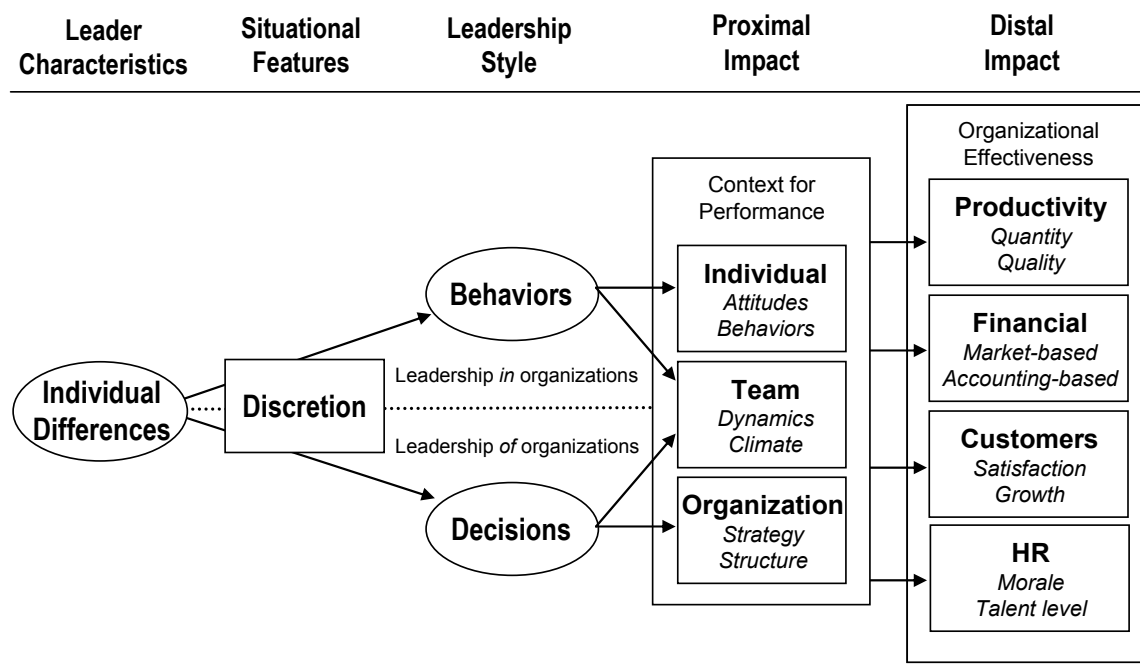 Leader
Characteristics
Situational
Features
Leadership
Style
Proximal
Impact
Distal
Impact
Individual
Differences
Discretion
Behaviors
Leadership in organizations
Leadership of organizations
Decisions
Context for
Performance
Individual
Attitudes
Behaviors
Team
Dynamics
Climate
Organization
Strategy
Structure
Organizational
Effectiveness
Productivity
Quantity
Quality
Financial
Market-based
Accounting-based
Customers
Satisfaction
Growth
HR
Morale
Talent level